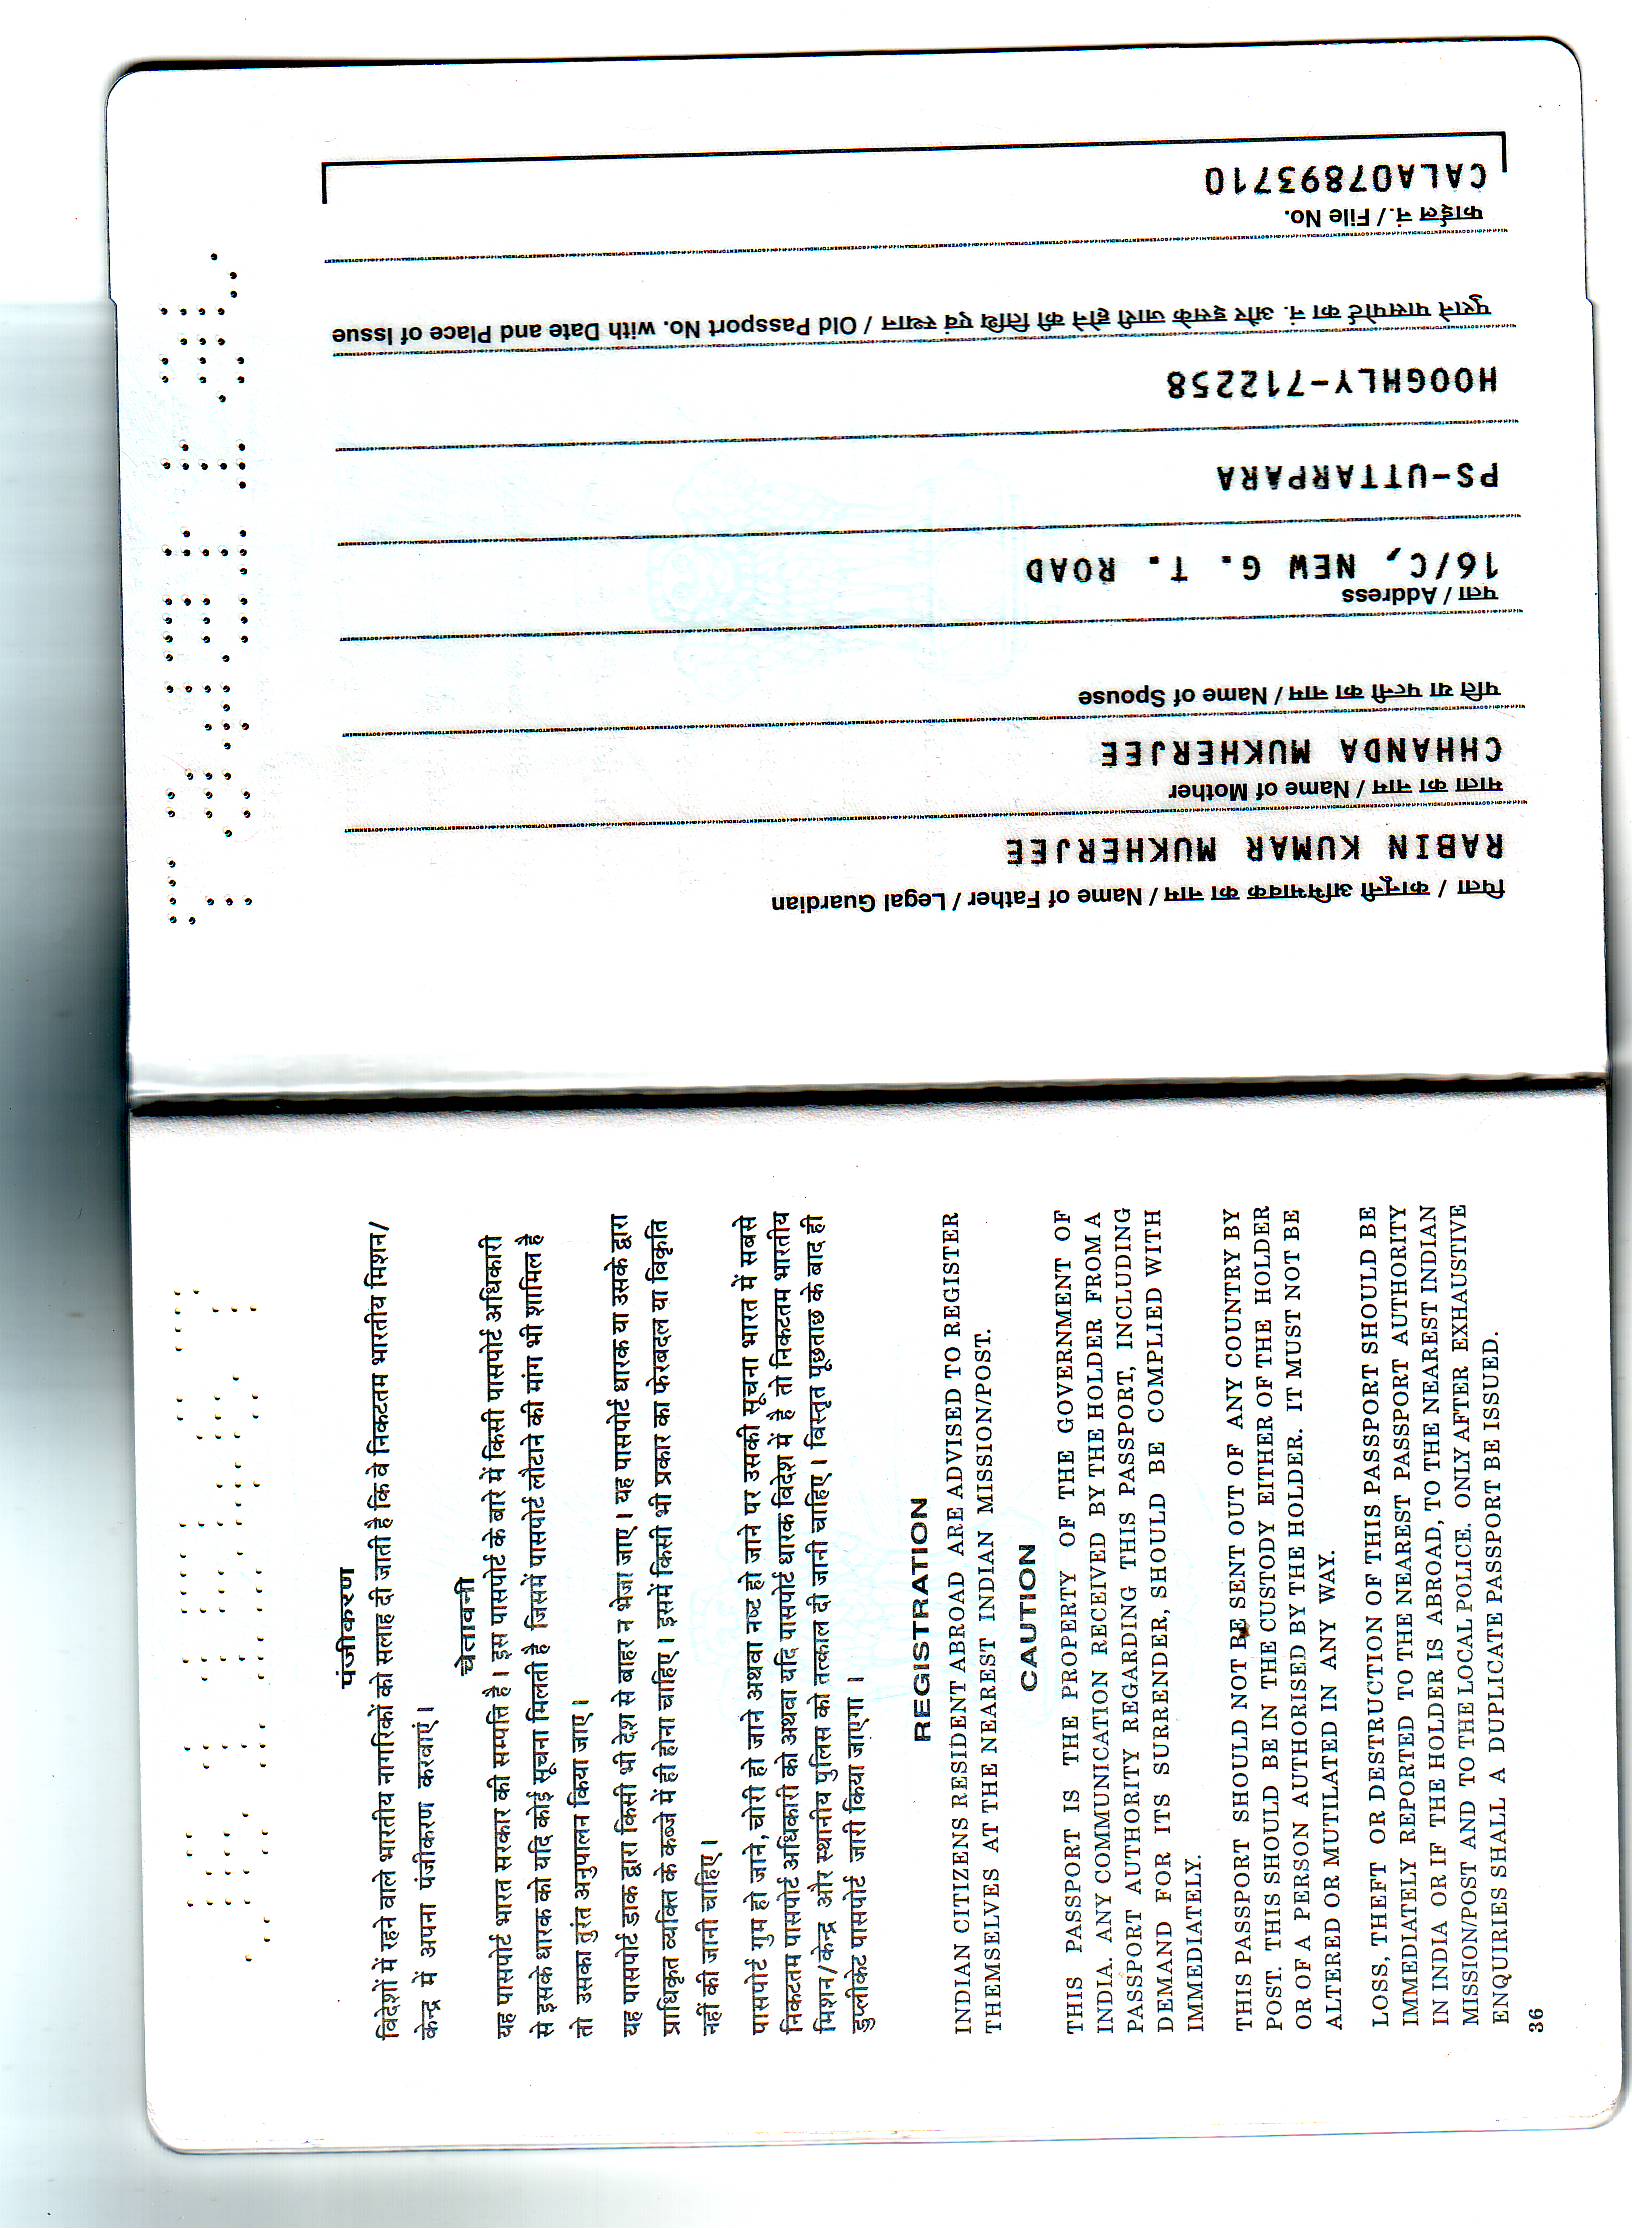 पिता / कानूनी अभिभावक का नाम / Name of Father / Legal Guardian
RABIN KUMAR MUKHERJEE
माता का नाम / Name of Mother
CHHANDA MUKHERJEE
पति या पत्नी का नाम / Name of Spouse
पता / Address
16/C, NEW G. T. ROAD
PS-UTTARPARA
HOOGHLY-712258
पुराने पासपोर्ट का नं. और इसके जारी होने की तिथि एवं स्थान / Old Passport No. with Date and Place of Issue
फाईल नं. / File No.
CALA07893710
पंजीकरण
विदेशों में रहने वाले भारतीय नागरिकों को सलाह दी जाती है कि वे निकटतम भारतीय मिशन/
केन्द्र में अपना पंजीकरण करवाएं।
चेतावनी
यह पासपोर्ट भारत सरकार की सम्पत्ति है। इस पासपोर्ट के बारे में किसी पासपोर्ट अधिकारी
से इसके धारक को यदि कोई सूचना मिलती है जिसमें पासपोर्ट लौटाने की मांग भी शामिल है
तो उसका तुरंत अनुपालन किया जाए।
यह पासपोर्ट डाक द्वारा किसी भी देश से बाहर न भेजा जाए। यह पासपोर्ट धारक या उसके द्वारा
प्राधिकृत व्यक्ति के कब्जे में ही होना चाहिए। इसमें किसी भी प्रकार का फेरबदल या विकृति
नहीं की जानी चाहिए।
पासपोर्ट गुम हो जाने, चोरी हो जाने अथवा नष्ट हो जाने पर उसकी सूचना भारत में सबसे
निकटतम पासपोर्ट अधिकारी को अथवा यदि पासपोर्ट धारक विदेश में है तो निकटतम भारतीय
मिशन/केन्द्र और स्थानीय पुलिस को तत्काल दी जानी चाहिए। विस्तृत पूछताछ के बाद ही
डुप्लीकेट पासपोर्ट जारी किया जाएगा।
REGISTRATION
INDIAN CITIZENS RESIDENT ABROAD ARE ADVISED TO REGISTER
THEMSELVES AT THE NEAREST INDIAN MISSION/POST.
CAUTION
THIS PASSPORT IS THE PROPERTY OF THE GOVERNMENT OF
INDIA. ANY COMMUNICATION RECEIVED BY THE HOLDER FROM A
PASSPORT AUTHORITY REGARDING THIS PASSPORT, INCLUDING
DEMAND FOR ITS SURRENDER, SHOULD BE COMPLIED WITH
IMMEDIATELY.
THIS PASSPORT SHOULD NOT BE SENT OUT OF ANY COUNTRY BY
POST. THIS SHOULD BE IN THE CUSTODY EITHER OF THE HOLDER
OR OF A PERSON AUTHORISED BY THE HOLDER. IT MUST NOT BE
ALTERED OR MUTILATED IN ANY WAY.
LOSS, THEFT OR DESTRUCTION OF THIS PASSPORT SHOULD BE
IMMEDIATELY REPORTED TO THE NEAREST PASSPORT AUTHORITY
IN INDIA OR IF THE HOLDER IS ABROAD, TO THE NEAREST INDIAN
MISSION/POST AND TO THE LOCAL POLICE. ONLY AFTER EXHAUSTIVE
ENQUIRIES SHALL A DUPLICATE PASSPORT BE ISSUED.
36